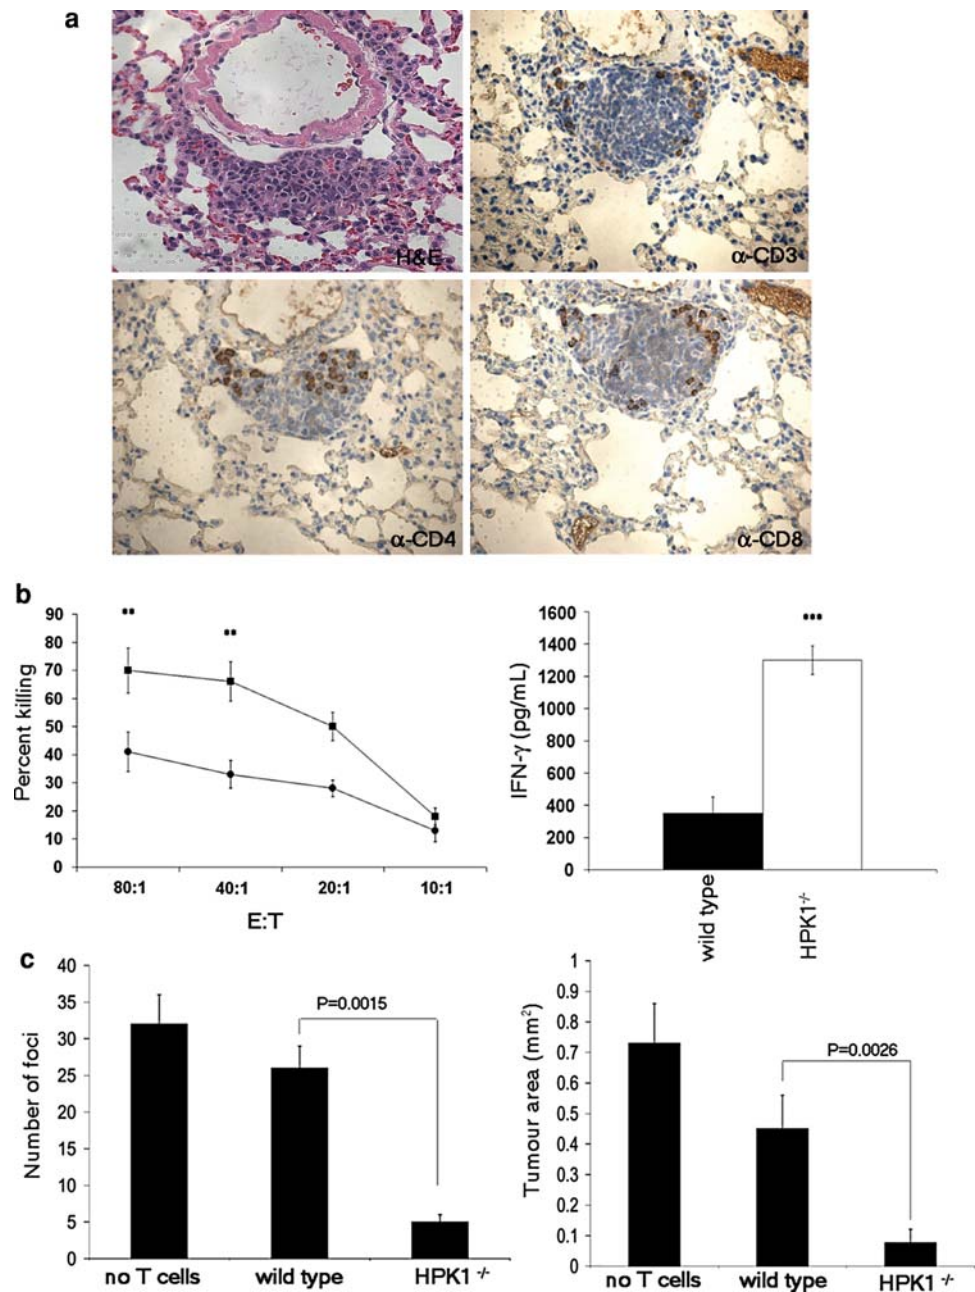 a
H&E
α-CD3
α-CD4
α-CD8
b
Percent killing
90
80
70
60
50
40
30
20
10
0
80:1
40:1
20:1
10:1
E:T
IFN-γ (pg/mL)
1600
1400
1200
1000
800
600
400
200
0
wild type
HPK1-/-
c
Number of foci
40
35
30
25
20
15
10
5
0
P=0.0015
no T cells
wild type
HPK1 -/-
Tumour area (mm²)
1
0.9
0.8
0.7
0.6
0.5
0.4
0.3
0.2
0.1
0
P=0.0026
no T cells
wild type
HPK1 -/-